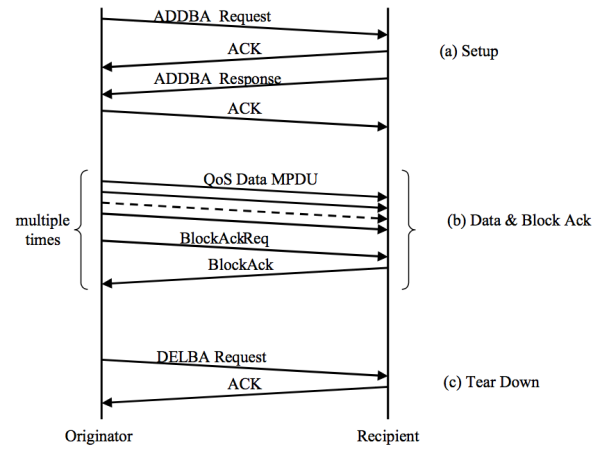 ADDBA Request
ACK
(a) Setup
ADDBA Response
ACK
QoS Data MPDU
multiple
times
(b) Data & Block Ack
BlockAckReq
BlockAck
DELBA Request
ACK
(c) Tear Down
Originator
Recipient